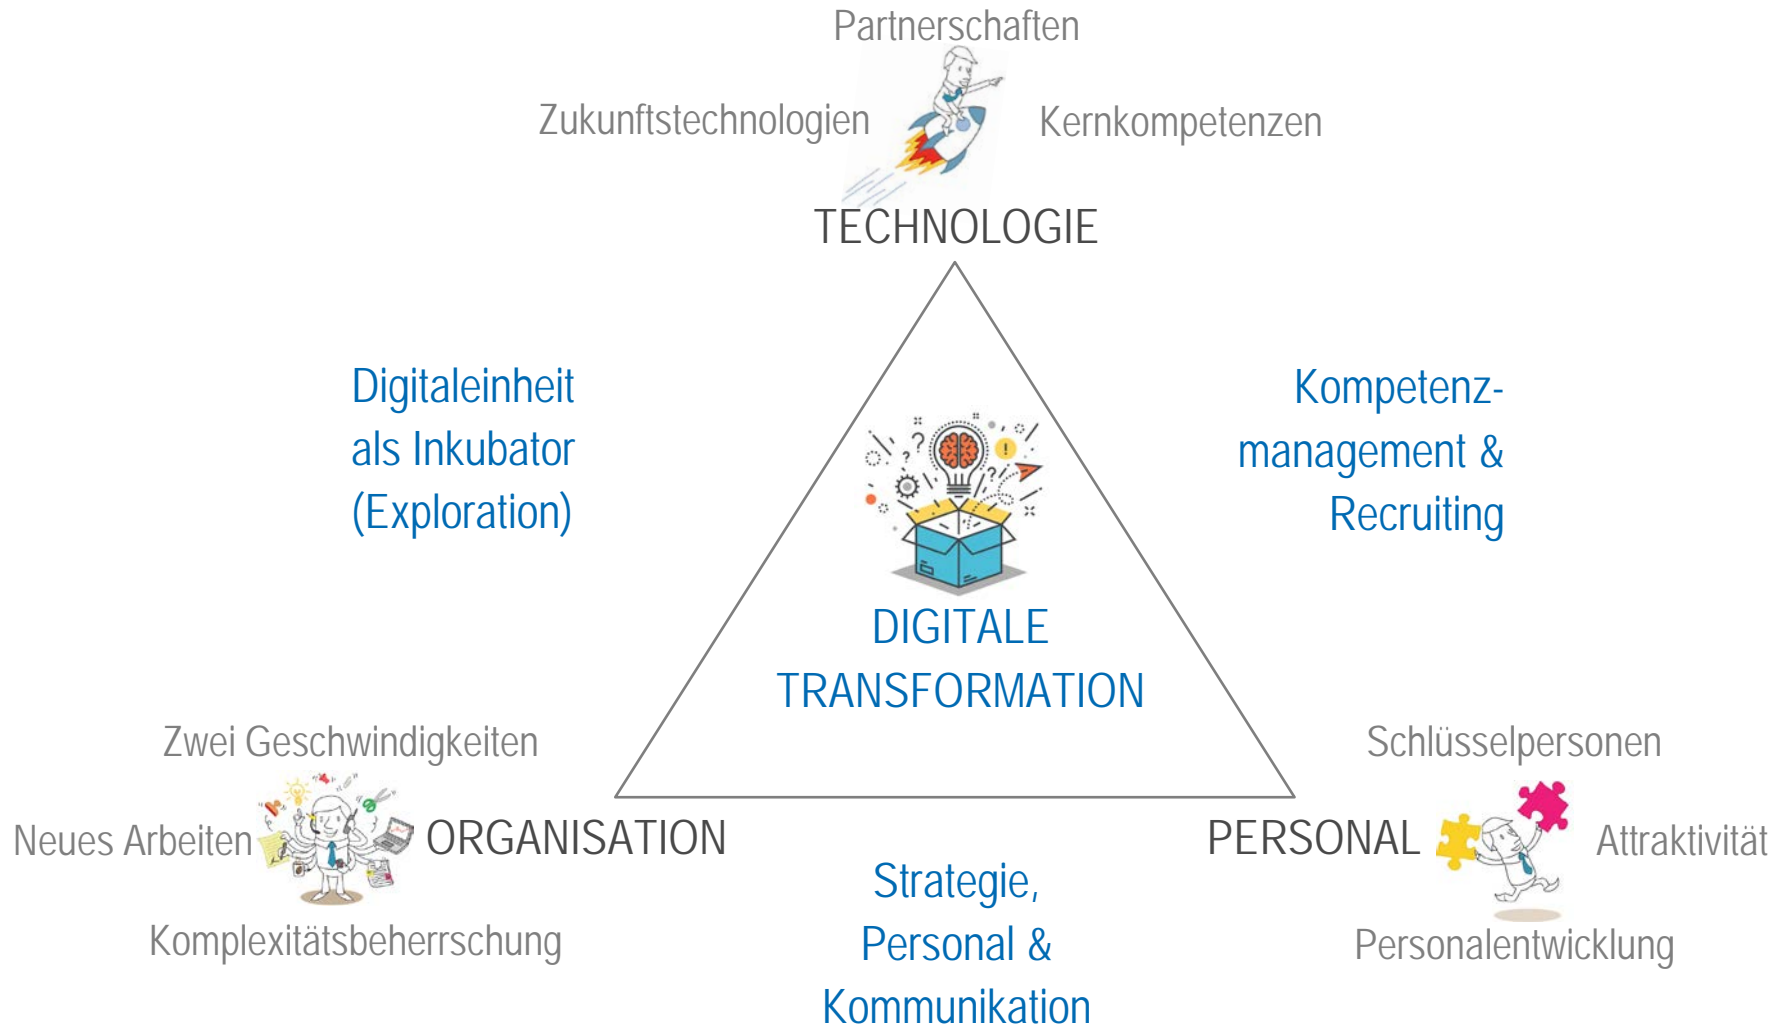 Partnerschaften
Zukunftstechnologien
Kernkompetenzen
TECHNOLOGIE
Digitaleinheit
als Inkubator
(Exploration)
Kompetenz-
management &
Recruiting
DIGITALE
TRANSFORMATION
Zwei Geschwindigkeiten
Neues Arbeiten
ORGANISATION
Komplexitätsbeherrschung
Schlüsselpersonen
PERSONAL
Attraktivität
Personalentwicklung
Strategie,
Personal &
Kommunikation